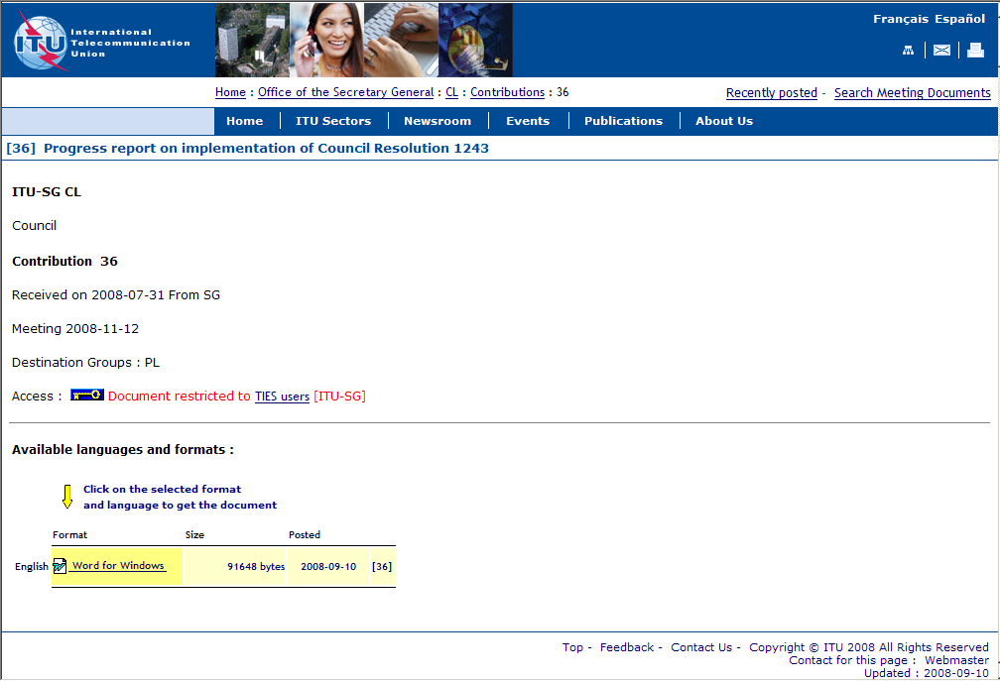 Français Español
ITU International
Telecommunication
Union
Home : Office of the Secretary General : CL : Contributions : 36
Recently posted - Search Meeting Documents
Home ITU Sectors Newsroom Events Publications About Us
[36] Progress report on implementation of Council Resolution 1243
ITU-SG CL
Council
Contribution 36
Received on 2008-07-31 From SG
Meeting 2008-11-12
Destination Groups : PL
Access : Document restricted to TIES users [ITU-SG]
Available languages and formats :
Click on the selected format
and language to get the document
Format Size Posted
English Word for Windows 91648 bytes 2008-09-10 [36]
Top - Feedback - Contact Us - Copyright © ITU 2008 All Rights Reserved
Contact for this page : Webmaster
Updated : 2008-09-10